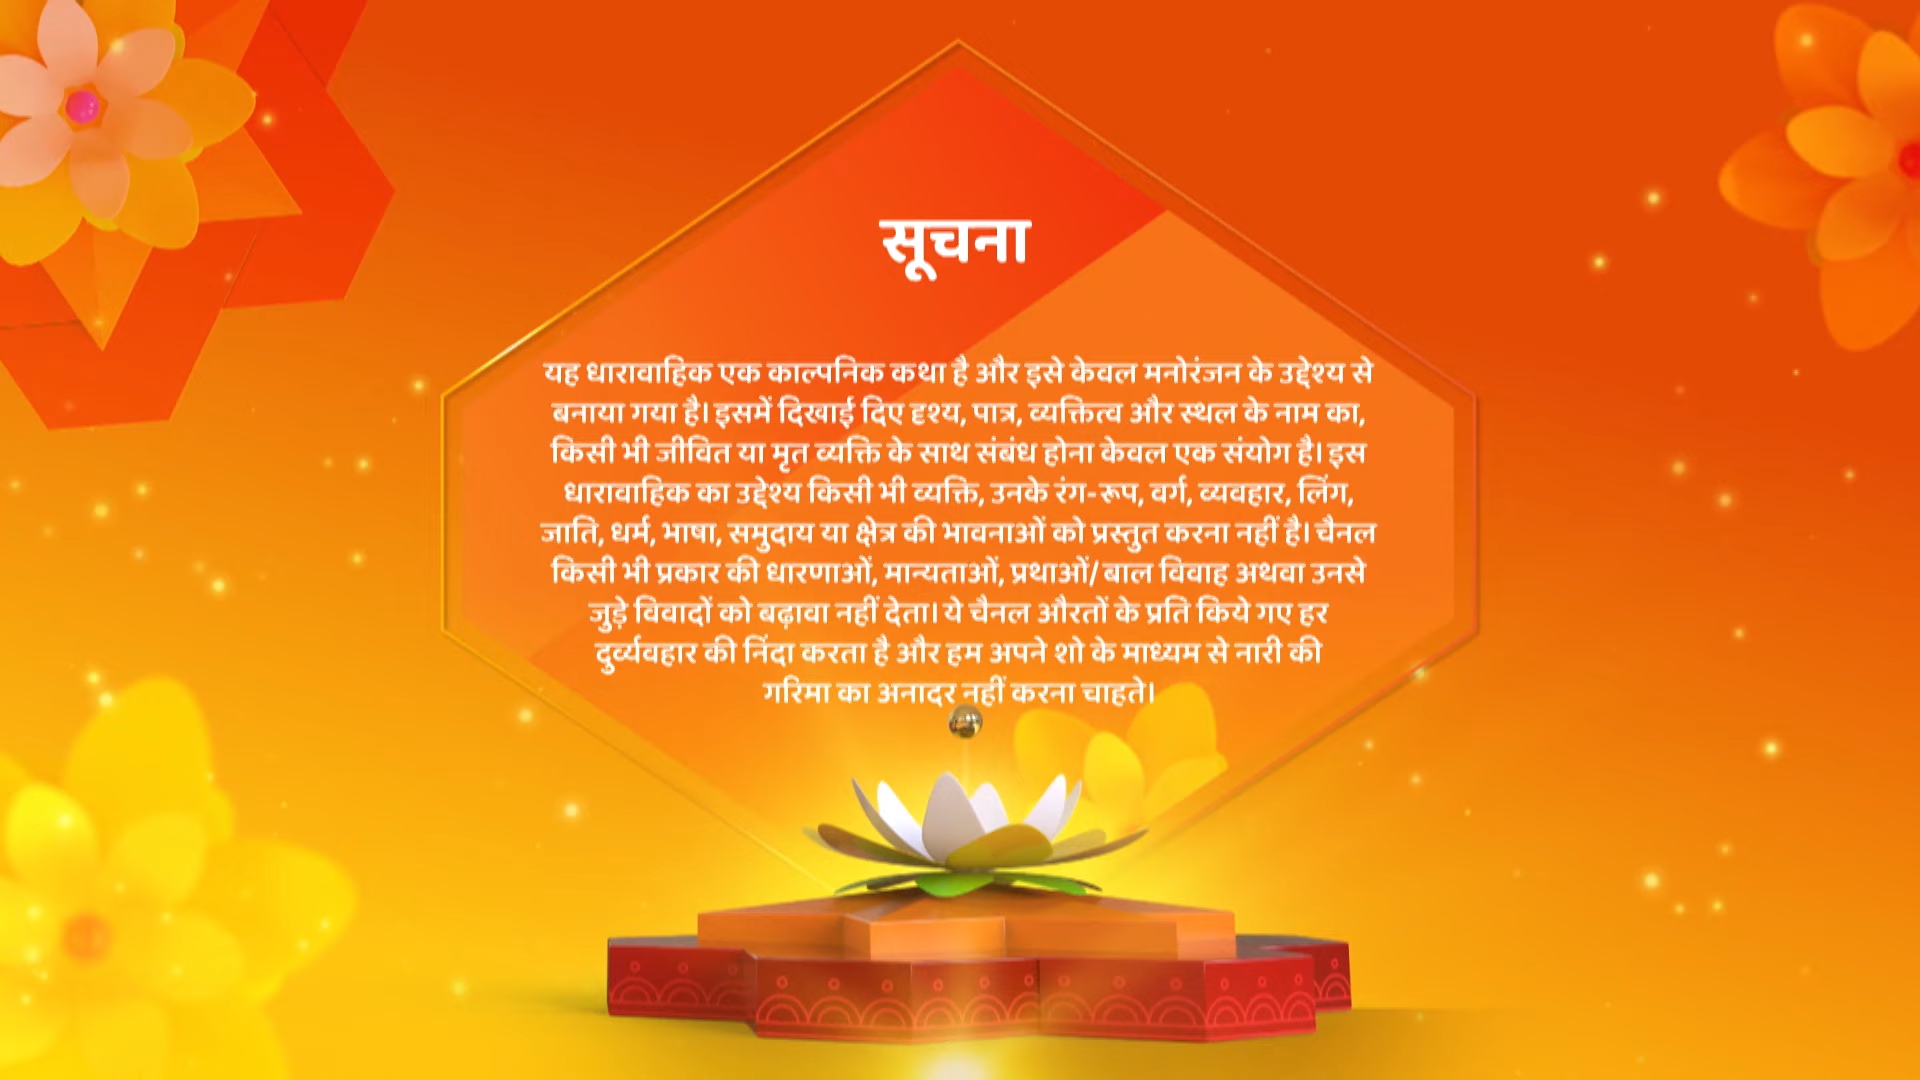 सूचना
यह धारावाहिक एक काल्पनिक कथा है और इसे केवल मनोरंजन के उद्देश्य से
बनाया गया है। इसमें दिखाई दिए दृश्य, पात्र, व्यक्तित्व और स्थल के नाम का,
किसी भी जीवित या मृत व्यक्ति के साथ संबंध होना केवल एक संयोग है। इस
धारावाहिक का उद्देश्य किसी भी व्यक्ति, उनके रंग-रूप, वर्ग, व्यवहार, लिंग,
जाति, धर्म, भाषा, समुदाय या क्षेत्र की भावनाओं को प्रस्तुत करना नहीं है। चैनल
किसी भी प्रकार की धारणाओं, मान्यताओं, प्रथाओं/ बाल विवाह अथवा उनसे
जुड़े विवादों को बढ़ावा नहीं देता। ये चैनल औरतों के प्रति किये गए हर
दुर्व्यवहार की निंदा करता है और हम अपने शो के माध्यम से नारी की
गरिमा का अनादर नहीं करना चाहते।